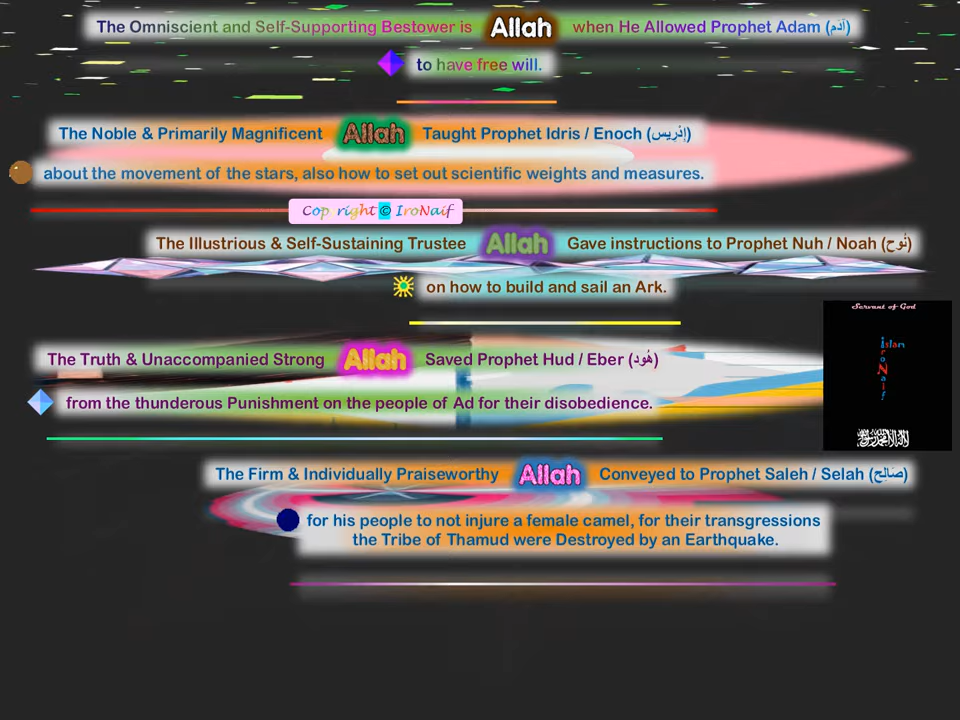 The Omniscient and Self-Supporting Bestower is Allah when He Allowed Prophet Adam (آدَم)
to have free will.
The Noble & Primarily Magnificent Allah Taught Prophet Idris / Enoch (إِدْرِيس)
about the movement of the stars, also how to set out scientific weights and measures.
Copyright © IroNaif
The Illustrious & Self-Sustaining Trustee Allah Gave instructions to Prophet Nuh / Noah (نُوح)
on how to build and sail an Ark.
Servant of God
Islam
IroNaif
The Truth & Unaccompanied Strong Allah Saved Prophet Hud / Eber (هُود)
from the thunderous Punishment on the people of Ad for their disobedience.
The Firm & Individually Praiseworthy Allah Conveyed to Prophet Saleh / Selah (صَالِح)
for his people to not injure a female camel, for their transgressions
the Tribe of Thamud were Destroyed by an Earthquake.